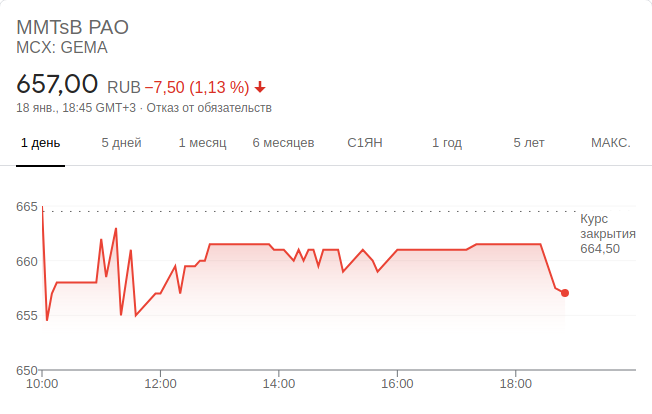 ММТsВ PAO
MCX: GEMA
657,00 RUB −7,50 (1,13 %)
18 янв., 18:45 GMT+3 · Отказ от обязательств
1 день 5 дней 1 месяц 6 месяцев С1ЯН 1 год 5 лет МАКС.
665
Курс
закрытия
664,50
660
655
650
10:00 12:00 14:00 16:00 18:00